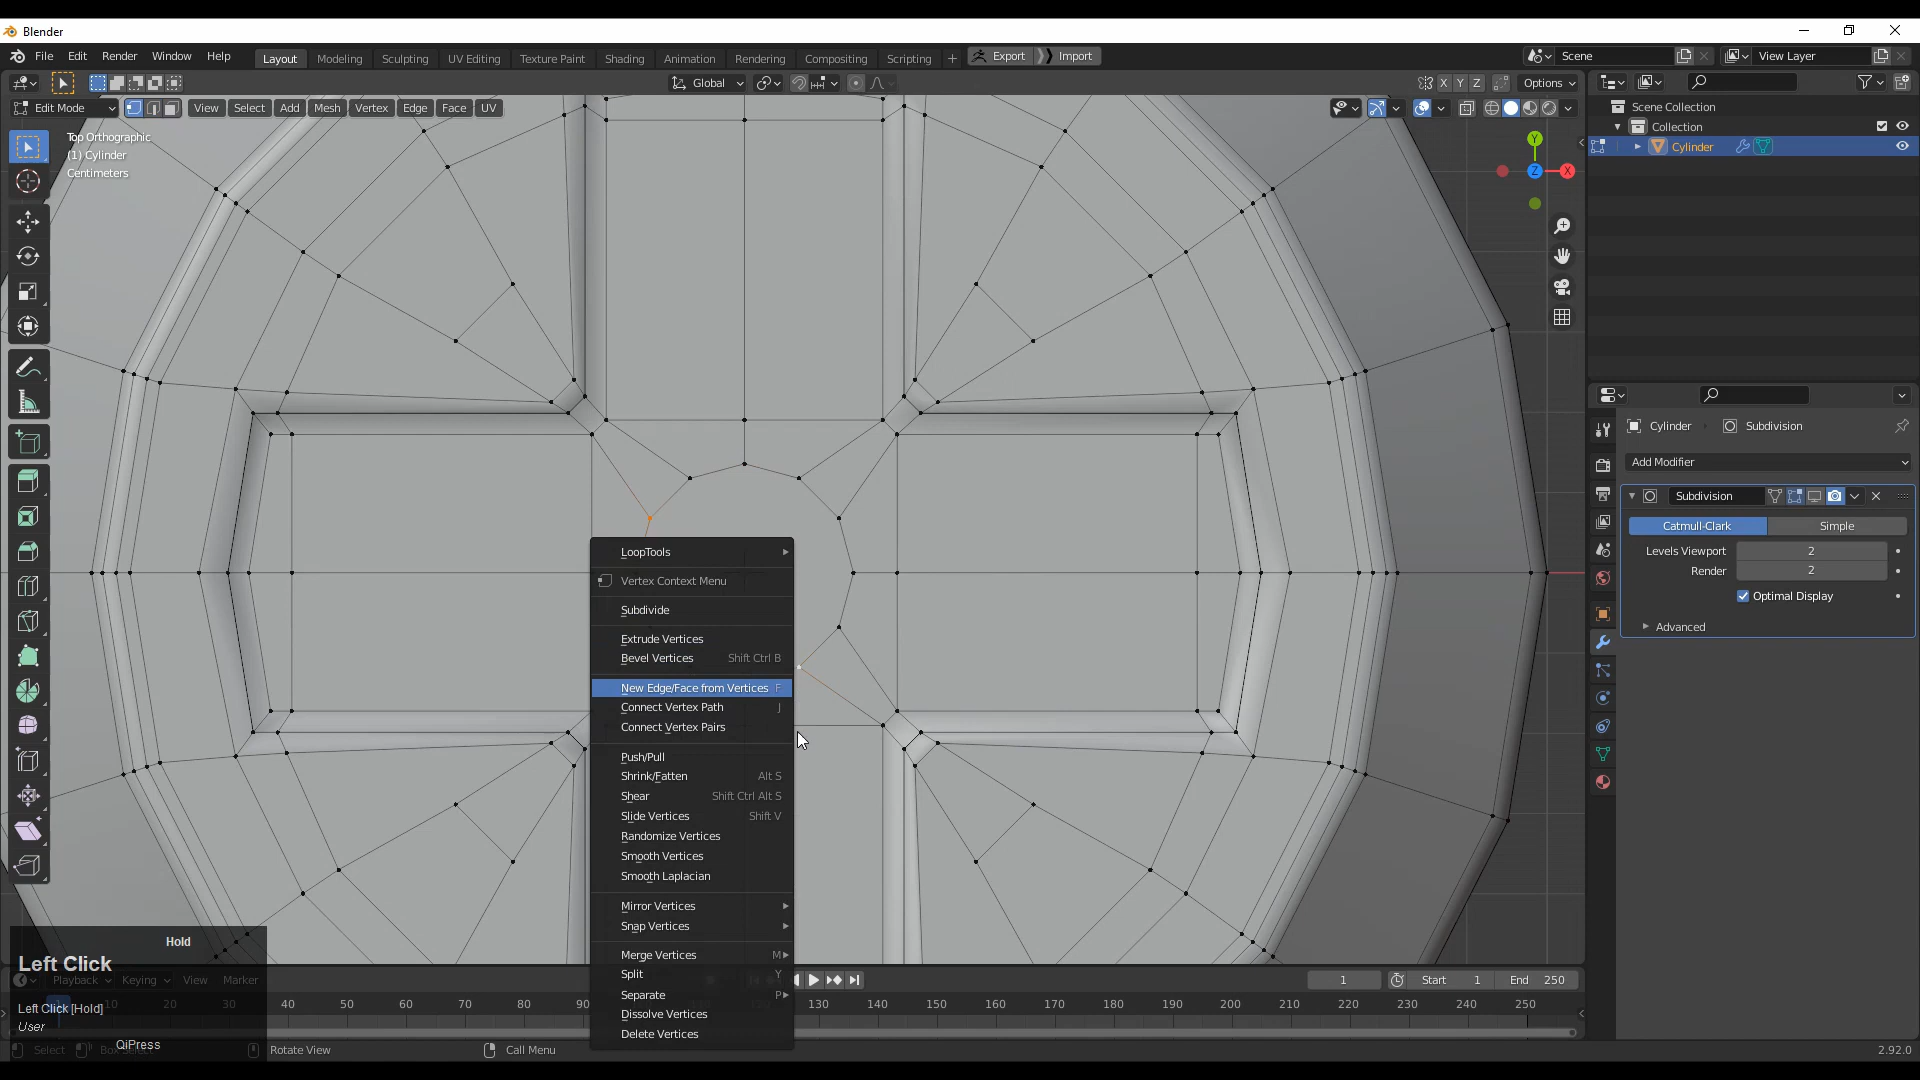 Blender
File Edit Render Window Help Layout Modeling Sculpting UV Editing Texture Paint Shading Animation Rendering Compositing Scripting + Export Import Scene View Layer
Global X Y Z Options
Edit Mode View Select Add Mesh Vertex Edge Face UV
Top Orthographic
(1) Cylinder
Centimeters
Y
Z
X
Scene Collection
Collection
Cylinder
Cylinder Subdivision
Add Modifier
Subdivision
Catmull-Clark Simple
Levels Viewport 2
Render 2
Optimal Display
Advanced
LoopTools
Vertex Context Menu
Subdivide
Extrude Vertices
Bevel Vertices Shift Ctrl B
New Edge/Face from Vertices F
Connect Vertex Path J
Connect Vertex Pairs
Push/Pull
Shrink/Fatten Alt S
Shear Shift Ctrl Alt S
Slide Vertices Shift V
Randomize Vertices
Smooth Vertices
Smooth Laplacian
Mirror Vertices
Snap Vertices
Merge Vertices M
Split Y
Separate P
Dissolve Vertices
Delete Vertices
Hold
Left Click
Left Click [Hold]
User
QiPress
Playback Keying View Marker 1 Start 1 End 250
1 10 20 30 40 50 60 70 80 90 130 140 150 160 170 180 190 200 210 220 230 240 250
Select Box Select Rotate View Call Menu 2.92.0